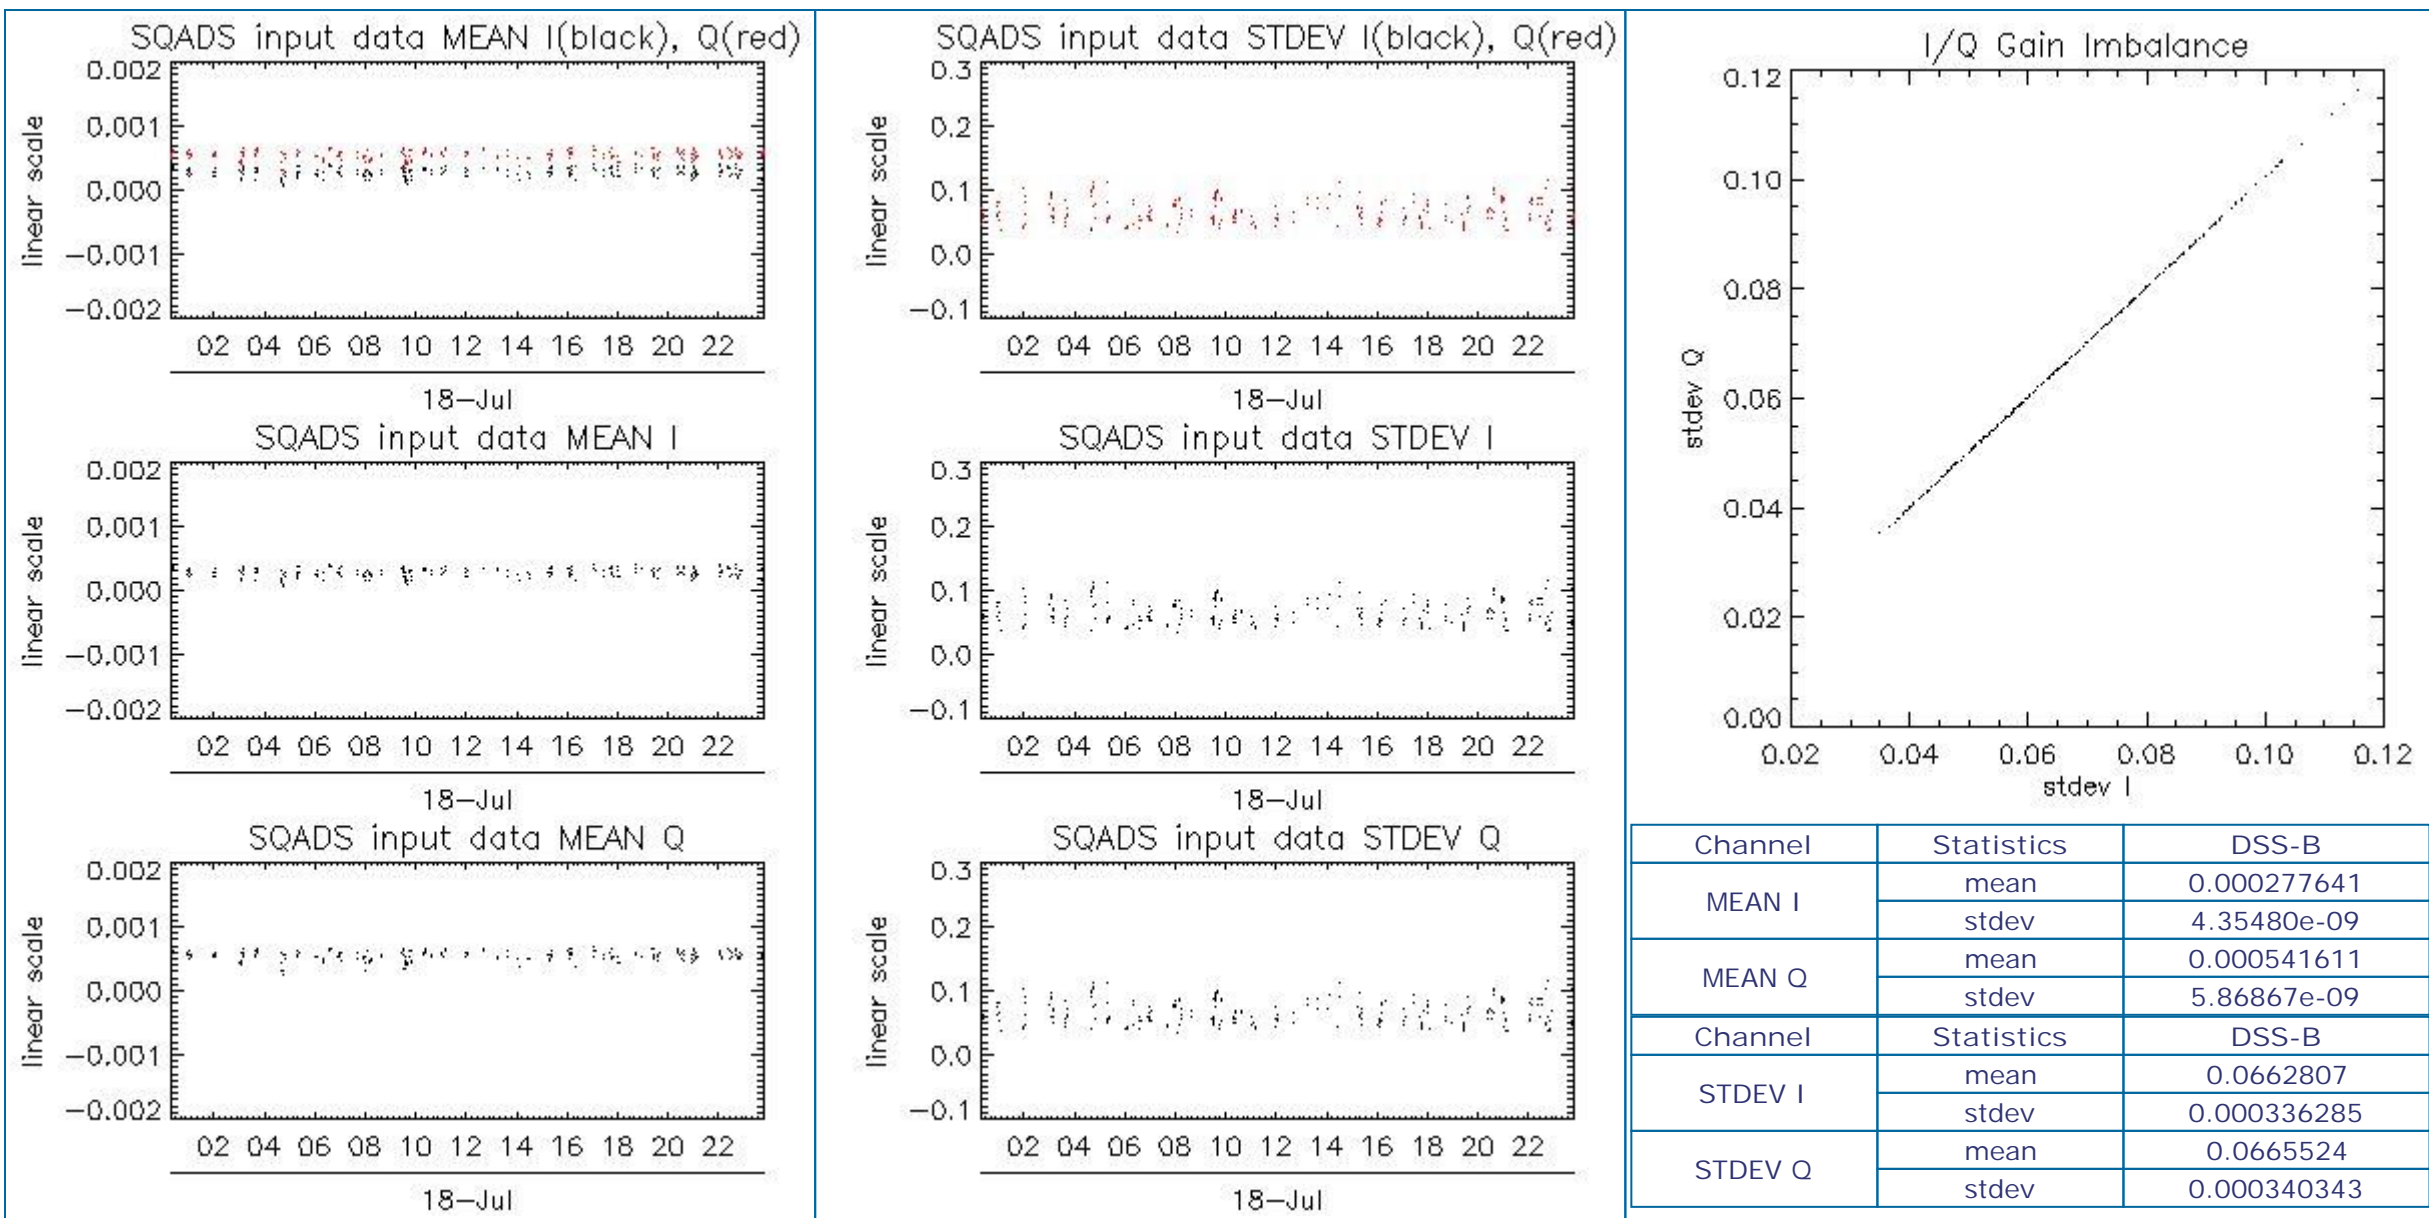 SQADS input data MEAN I(black), Q(red)
0.002
0.001
0.000
−0.001
−0.002
linear scale
02 04 06 08 10 12 14 16 18 20 22
18−Jul
SQADS input data MEAN I
0.002
0.001
0.000
−0.001
−0.002
linear scale
02 04 06 08 10 12 14 16 18 20 22
18−Jul
SQADS input data MEAN Q
0.002
0.001
0.000
−0.001
−0.002
linear scale
02 04 06 08 10 12 14 16 18 20 22
18−Jul
SQADS input data STDEV I(black), Q(red)
0.3
0.2
0.1
0.0
−0.1
linear scale
02 04 06 08 10 12 14 16 18 20 22
18−Jul
SQADS input data STDEV I
0.3
0.2
0.1
0.0
−0.1
linear scale
02 04 06 08 10 12 14 16 18 20 22
18−Jul
SQADS input data STDEV Q
0.3
0.2
0.1
0.0
−0.1
linear scale
02 04 06 08 10 12 14 16 18 20 22
18−Jul
I/Q Gain Imbalance
0.12
0.10
0.08
0.06
0.04
0.02
0.00
stdev Q
0.02 0.04 0.06 0.08 0.10 0.12
stdev I
Channel Statistics DSS-B
MEAN I mean 0.000277641
stdev 4.35480e-09
MEAN Q mean 0.000541611
stdev 5.86867e-09
Channel Statistics DSS-B
STDEV I mean 0.0662807
stdev 0.000336285
STDEV Q mean 0.0665524
stdev 0.000340343